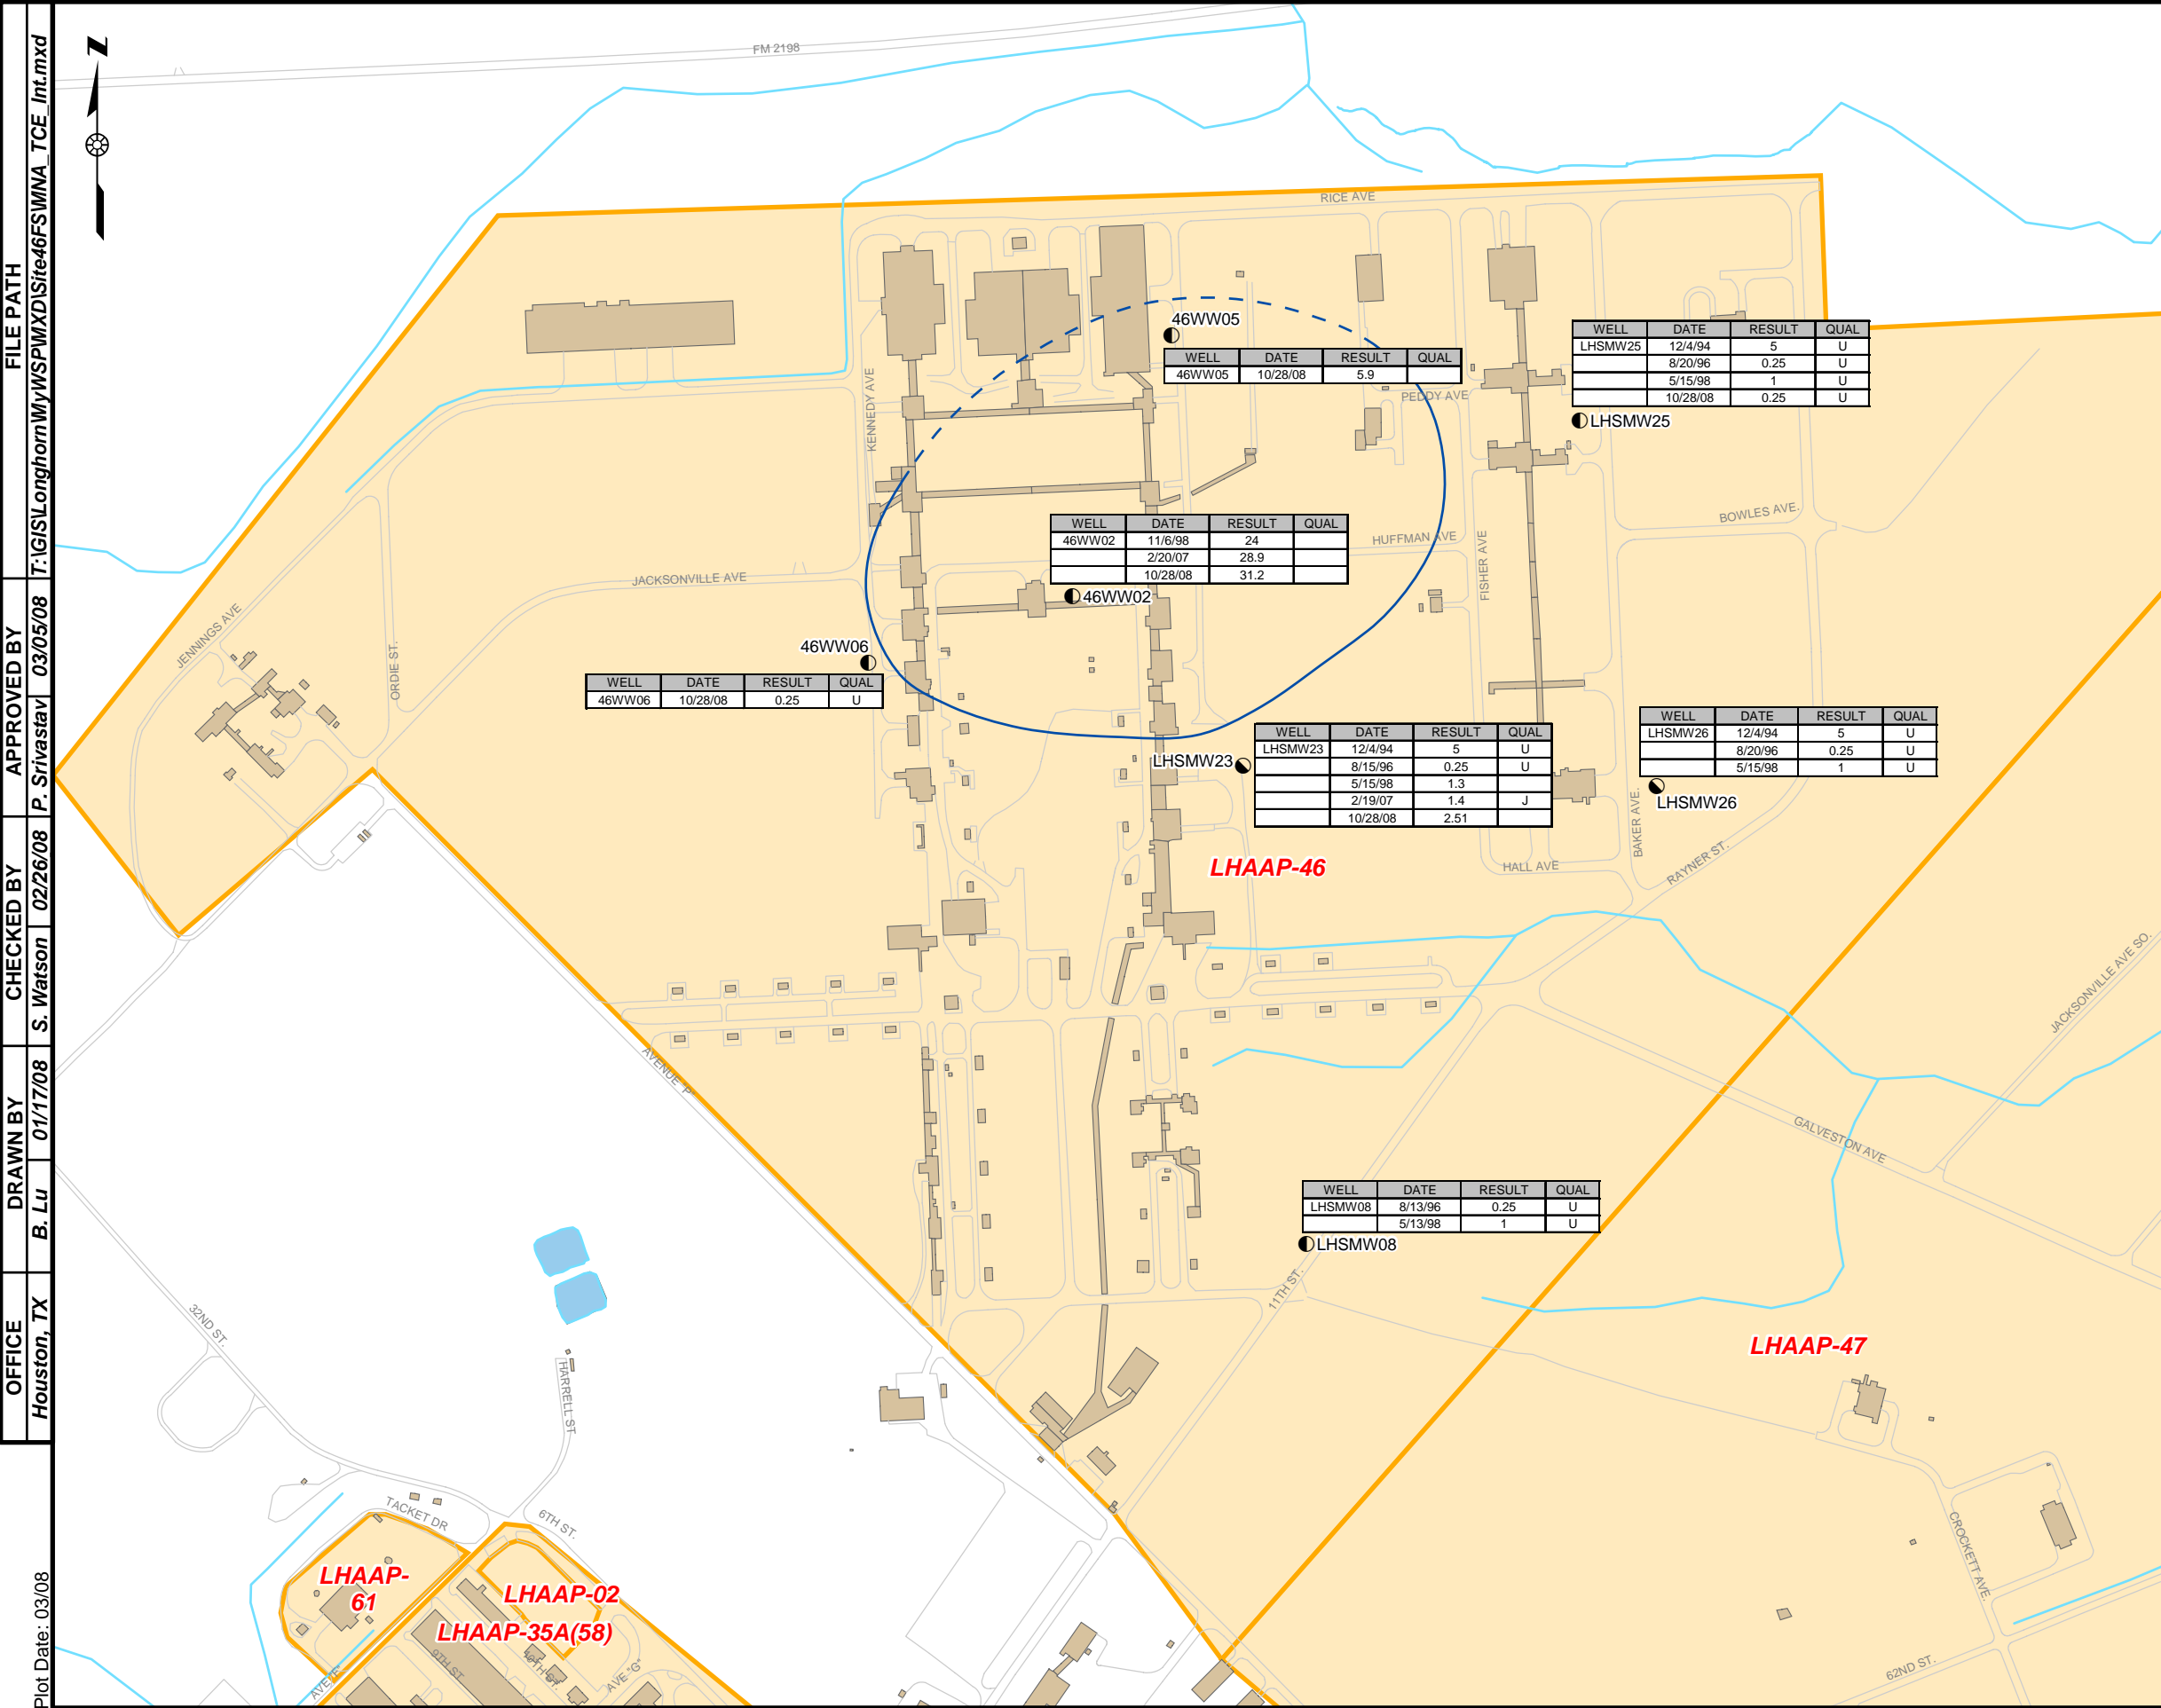 FILE PATH
T:\GIS\LonghornWyWSPWMXD\Site46FSWMNA_TCE_Int.mxd
APPROVED BY
P. Srivastav 03/05/08
CHECKED BY
S. Watson 02/26/08
DRAWN BY
B. Lu 01/17/08
OFFICE
Houston, TX
Plot Date: 03/08
N
FM 2198
RICE AVE
46WW05
WELL DATE RESULT QUAL
46WW05 10/28/08 5.9
WELL DATE RESULT QUAL
LHSMW25 12/4/94 5 U
8/20/96 0.25 U
5/15/98 1 U
10/28/08 0.25 U
LHSMW25
KENNEDY AVE
PEDDY AVE
BOWLES AVE.
WELL DATE RESULT QUAL
46WW02 11/6/98 24
2/20/07 28.9
10/28/08 31.2
46WW02
HUFFMAN AVE
FISHER AVE
JACKSONVILLE AVE
JENNINGS AVE
ORDIE ST.
46WW06
WELL DATE RESULT QUAL
46WW06 10/28/08 0.25 U
WELL DATE RESULT QUAL
LHSMW23 12/4/94 5 U
8/15/96 0.25 U
5/15/98 1.3
2/19/07 1.4 J
10/28/08 2.51
LHSMW23
WELL DATE RESULT QUAL
LHSMW26 12/4/94 5 U
8/20/96 0.25 U
5/15/98 1 U
LHSMW26
BAKER AVE.
LHAAP-46
HALL AVE
RAYNER ST.
JACKSONVILLE AVE SO.
AVENUE "P"
GALVESTON AVE
WELL DATE RESULT QUAL
LHSMW08 8/13/96 0.25 U
5/13/98 1 U
LHSMW08
11TH ST.
32ND ST.
HARRELL ST
LHAAP-47
TACKET DR
6TH ST.
CROCKETT AVE.
LHAAP-
61
LHAAP-02
LHAAP-35A(58)
9TH ST.
AVE "G"
62ND ST.